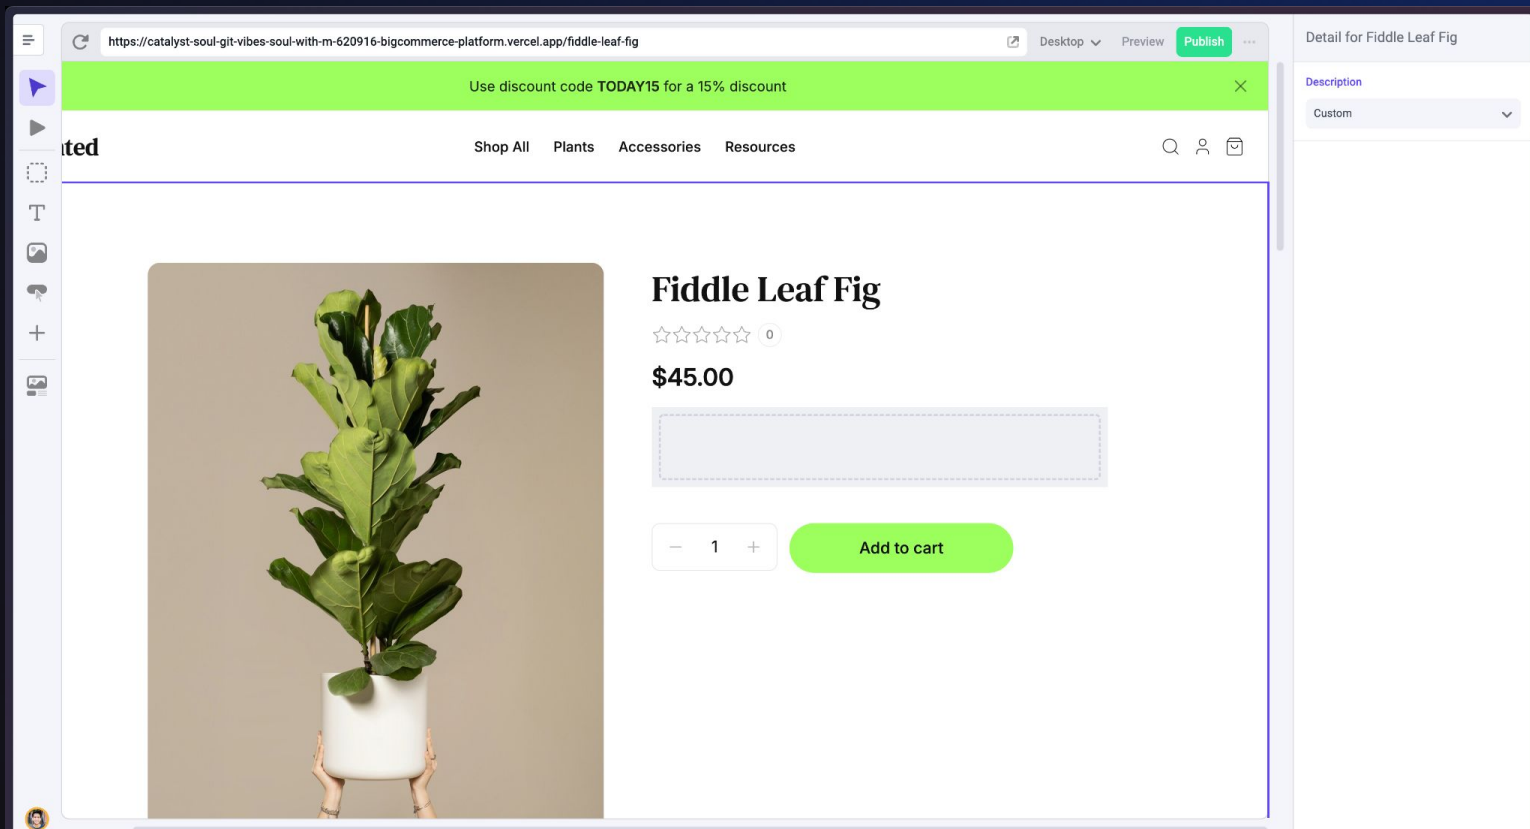 https://catalyst-soul-git-vibes-soul-with-m-620916-bigcommerce-platform.vercel.app/fiddle-leaf-fig
Desktop
Preview
Publish
Detail for Fiddle Leaf Fig
Description
Custom
Use discount code TODAY15 for a 15% discount
Shop All
Plants
Accessories
Resources
Fiddle Leaf Fig
0
$45.00
1
Add to cart